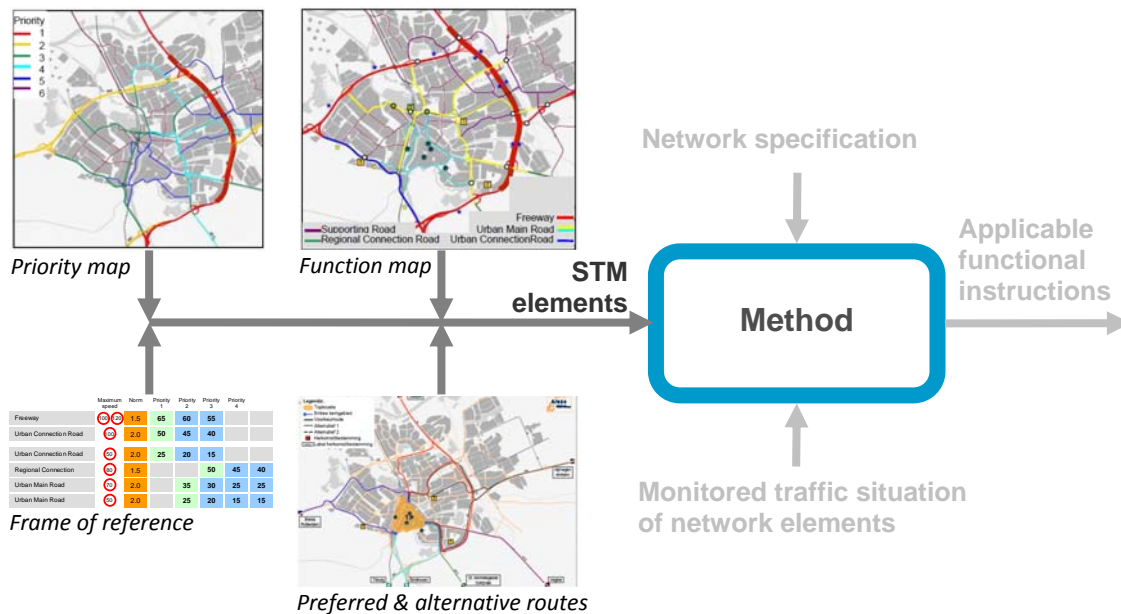 Priority
1
2
3
4
5
6
Priority map
Freeway
Supporting Road Urban Main Road
Regional Connection Road Urban ConnectionRoad
Function map
STM
elements
Network specification
Method
Applicable
functional
instructions
Monitored traffic situation
of network elements
Maximum speed Norm Priority 1 Priority 2 Priority 3 Priority 4
Freeway 100 120 1.5 65 60 55
Urban Connection Road 100 2.0 50 45 40
Urban Connection Road 50 2.0 25 20 15
Regional Connection 80 1.5 50 45 40
Urban Main Road 70 2.0 35 30 25 25
Urban Main Road 50 2.0 25 20 15 15
Frame of reference
Legenda
Preferred & alternative routes